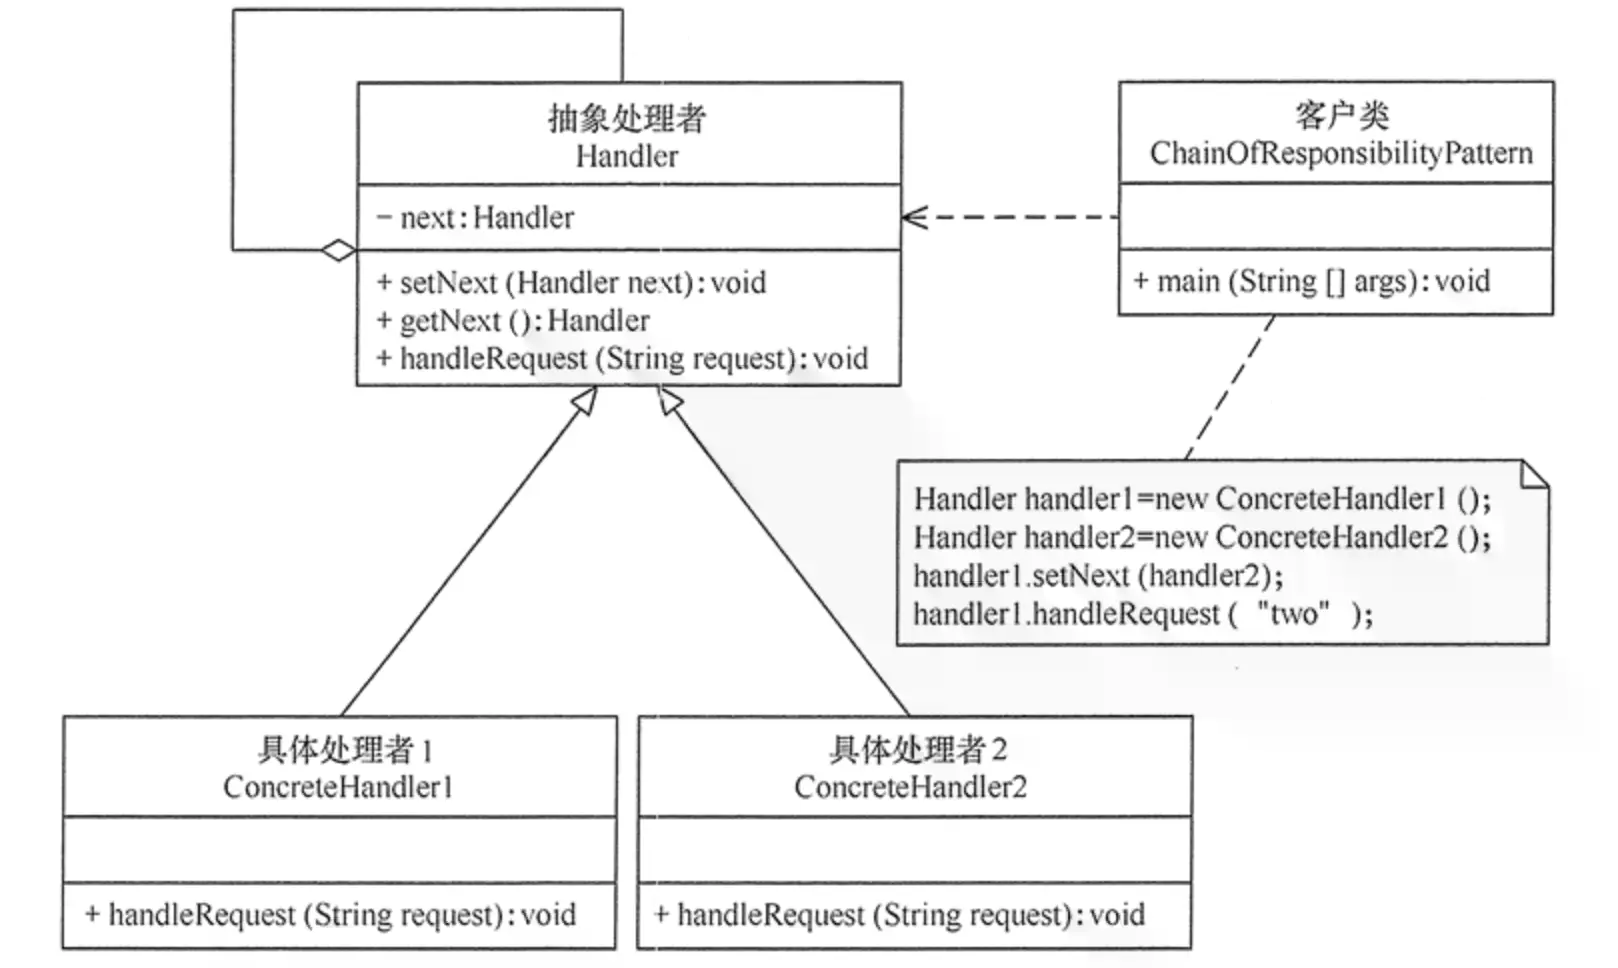 抽象处理者
Handler
− next:Handler
+ setNext (Handler next):void
+ getNext ():Handler
+ handleRequest (String request):void
客户类
ChainOfResponsibilityPattern
+ main (String [] args):void
Handler handler1=new ConcreteHandler1 ();
Handler handler2=new ConcreteHandler2 ();
handler1.setNext (handler2);
handler1.handleRequest ( "two" );
具体处理者1
ConcreteHandler1
+ handleRequest (String request):void
具体处理者2
ConcreteHandler2
+ handleRequest (String request):void